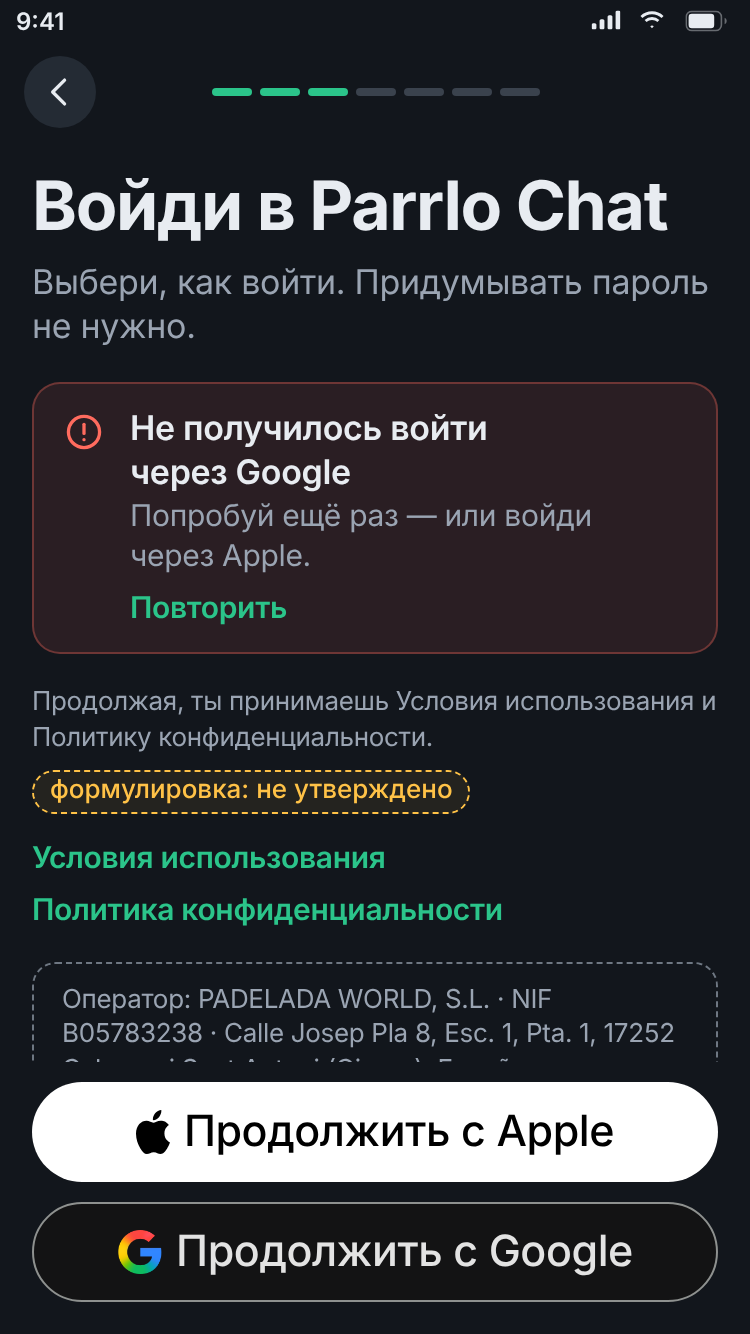 9:41
Войди в Parrlo Chat
Выбери, как войти. Придумывать пароль
не нужно.
Не получилось войти
через Google
Попробуй ещё раз — или войди
через Apple.
Повторить
Продолжая, ты принимаешь Условия использования и
Политику конфиденциальности.
формулировка: не утверждено
Условия использования
Политика конфиденциальности
Оператор: PADELADA WORLD, S.L. · NIF
B05783238 · Calle Josep Pla 8, Esc. 1, Pta. 1, 17252
Продолжить с Apple
Продолжить с Google